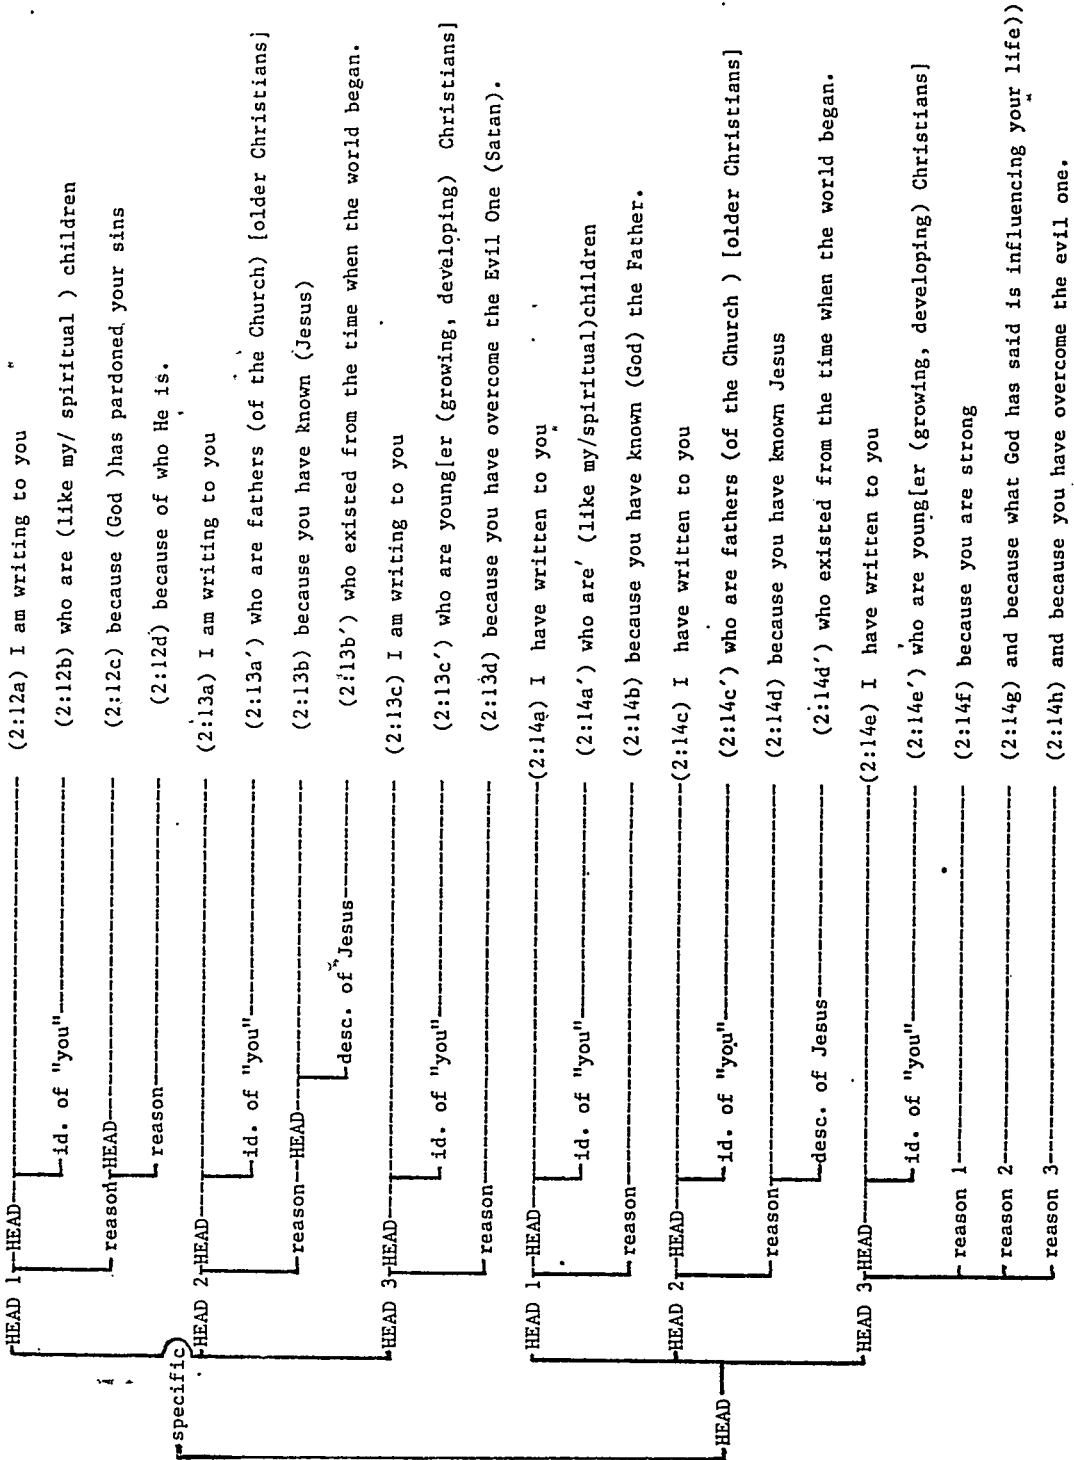 HEAD 1 HEAD (2:12a) I am writing to you
id. of "you" (2:12b) who are (like my/ spiritual ) children
reason HEAD (2:12c) because (God )has pardoned your sins
reason (2:12d) because of who He is.
specific
HEAD 2 HEAD (2:13a) I am writing to you
id. of "you" (2:13a') who are fathers (of the Church) [older Christians]
reason HEAD (2:13b) because you have known (Jesus)
desc. of Jesus (2:13b') who existed from the time when the world began.
HEAD 3 HEAD (2:13c) I am writing to you
id. of "you" (2:13c') who are young[er (growing, developing) Christians]
reason (2:13d) because you have overcome the Evil One (Satan).
HEAD 1 HEAD (2:14a) I have written to you
id. of "you" (2:14a') who are' (like my/spiritual)children
reason (2:14b) because you have known (God) the Father.
HEAD 2 HEAD (2:14c) I have written to you
id. of "you" (2:14c') who are fathers (of the Church ) [older Christians]
HEAD
reason (2:14d) because you have known Jesus
desc. of Jesus (2:14d') who existed from the time when the world began.
HEAD 3 HEAD (2:14e) I have written to you
id. of "you" (2:14e') who are young[er (growing, developing) Christians]
reason 1 (2:14f) because you are strong
reason 2 (2:14g) and because what God has said is influencing your life))
reason 3 (2:14h) and because you have overcome the evil one.